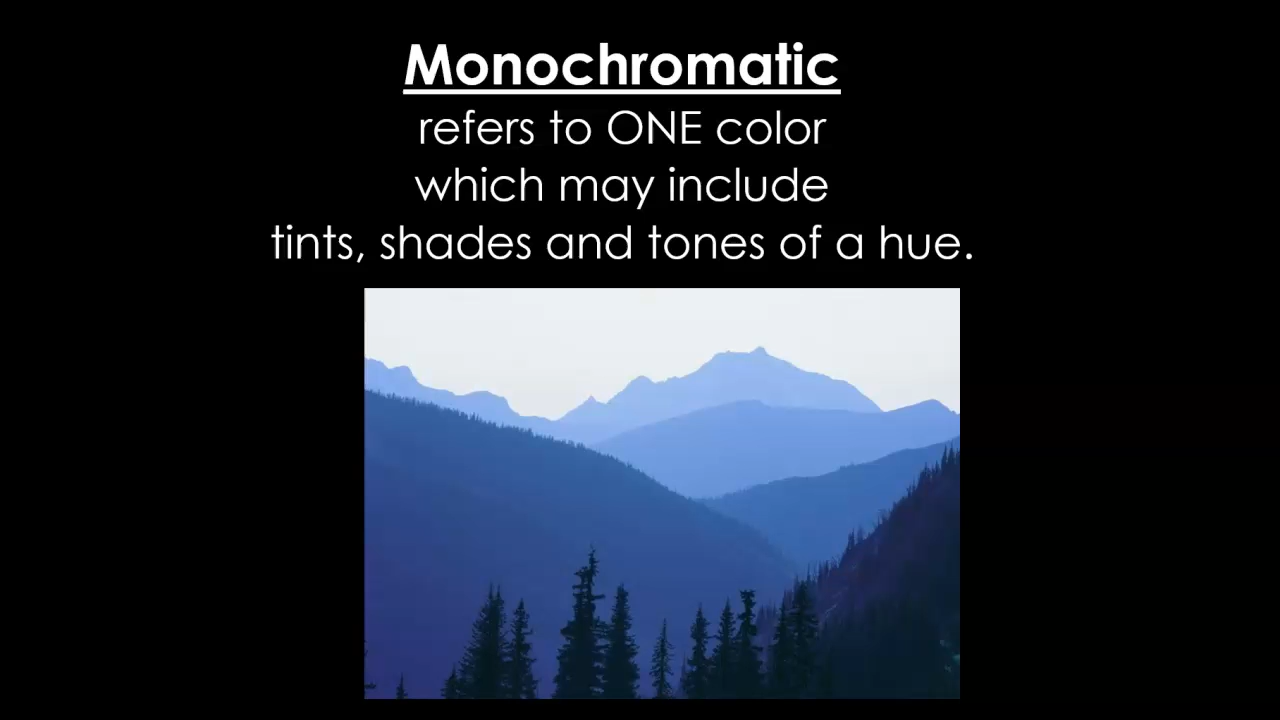 Monochromatic
refers to ONE color
which may include
tints, shades and tones of a hue.